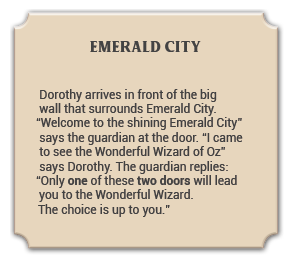 EMERALD CITY
Dorothy arrives in front of the big
wall that surrounds Emerald City.
“Welcome to the shining Emerald City”
says the guardian at the door. “I came
to see the Wonderful Wizard of Oz”
says Dorothy. The guardian replies:
“Only one of these two doors will lead
you to the Wonderful Wizard.
The choice is up to you.”